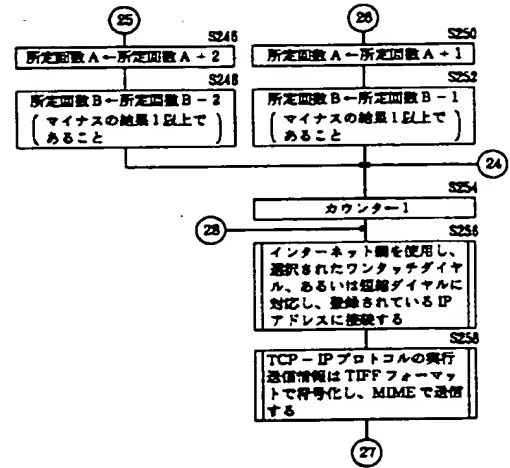 25
26
S246
所定回数A←所定回数A+2
S250
所定回数A←所定回数A+1
S248
所定回数B←所定回数B-2
(マイナスの結果1以上で
あること)
S252
所定回数B←所定回数B-1
(マイナスの結果1以上で
あること)
24
S254
カウンター1
28
S256
インターネット網を使用し、
選択されたワンタッチダイヤ
ル、あるいは短縮ダイヤルに
対応し、登録されているIP
アドレスに接続する
S258
TCP-IPプロトコルの実行
送信情報はTIFFフォーマッ
トで符号化し、MIMEで送信
する
27